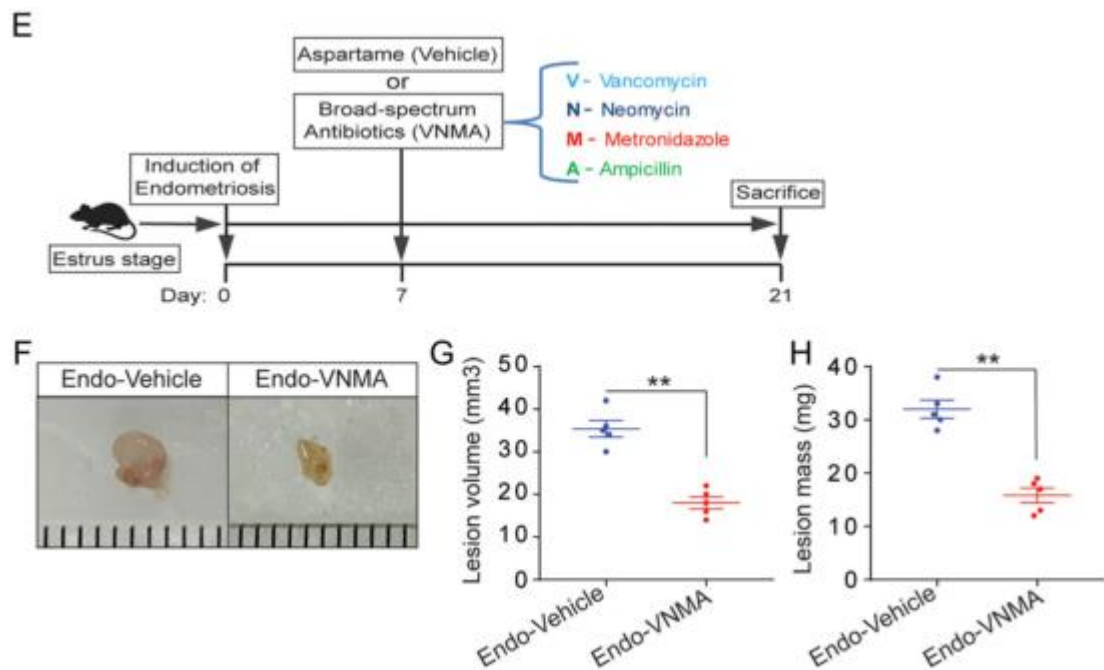 E
Aspartame (Vehicle)
or
Broad-spectrum
Antibiotics (VNMA)
V - Vancomycin
N - Neomycin
M - Metronidazole
A - Ampicillin
Induction of
Endometriosis
Sacrifice
Estrus stage
Day: 0 7 21
F
Endo-Vehicle Endo-VNMA
G
Lesion volume (mm3)
50
40
30
20
10
0
**
Endo-Vehicle
Endo-VNMA
H
Lesion mass (mg)
40
30
20
10
0
**
Endo-Vehicle
Endo-VNMA